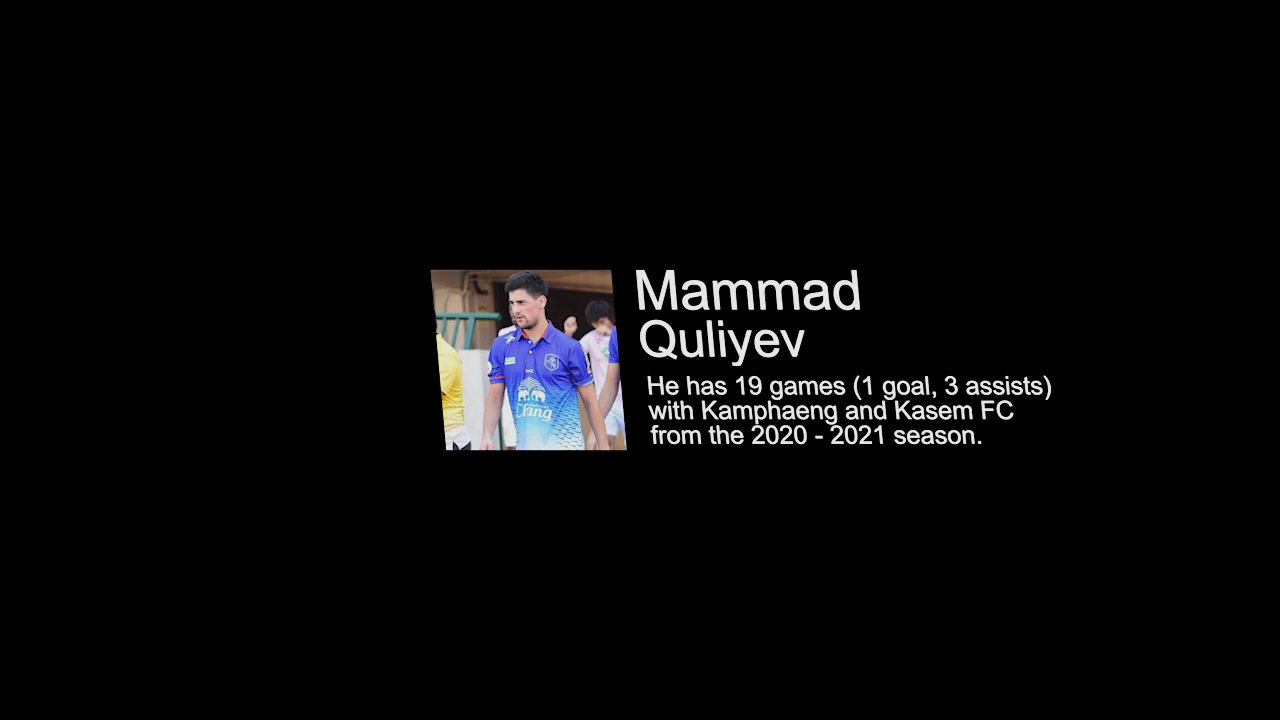 Mammad
Quliyev
He has 19 games (1 goal, 3 assists)
with Kamphaeng and Kasem FC
from the 2020 - 2021 season.
Chang